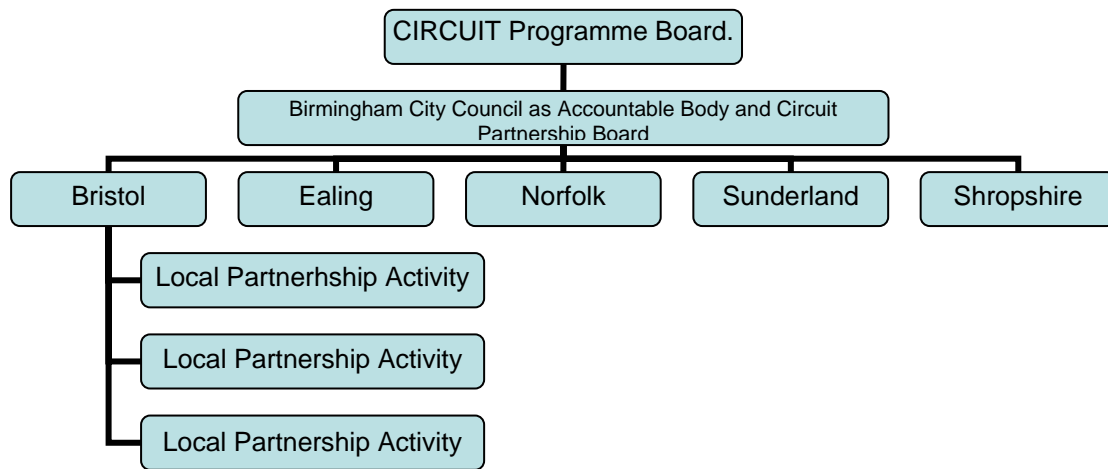 CIRCUIT Programme Board.
Birmingham City Council as Accountable Body and Circuit
Partnership Board
Bristol
Ealing
Norfolk
Sunderland
Shropshire
Local Partnerhship Activity
Local Partnership Activity
Local Partnership Activity